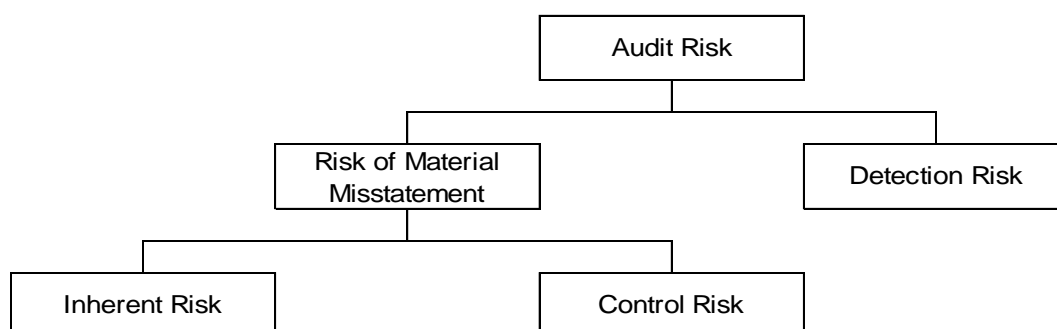 Audit Risk
Risk of Material
Misstatement
Detection Risk
Inherent Risk
Control Risk